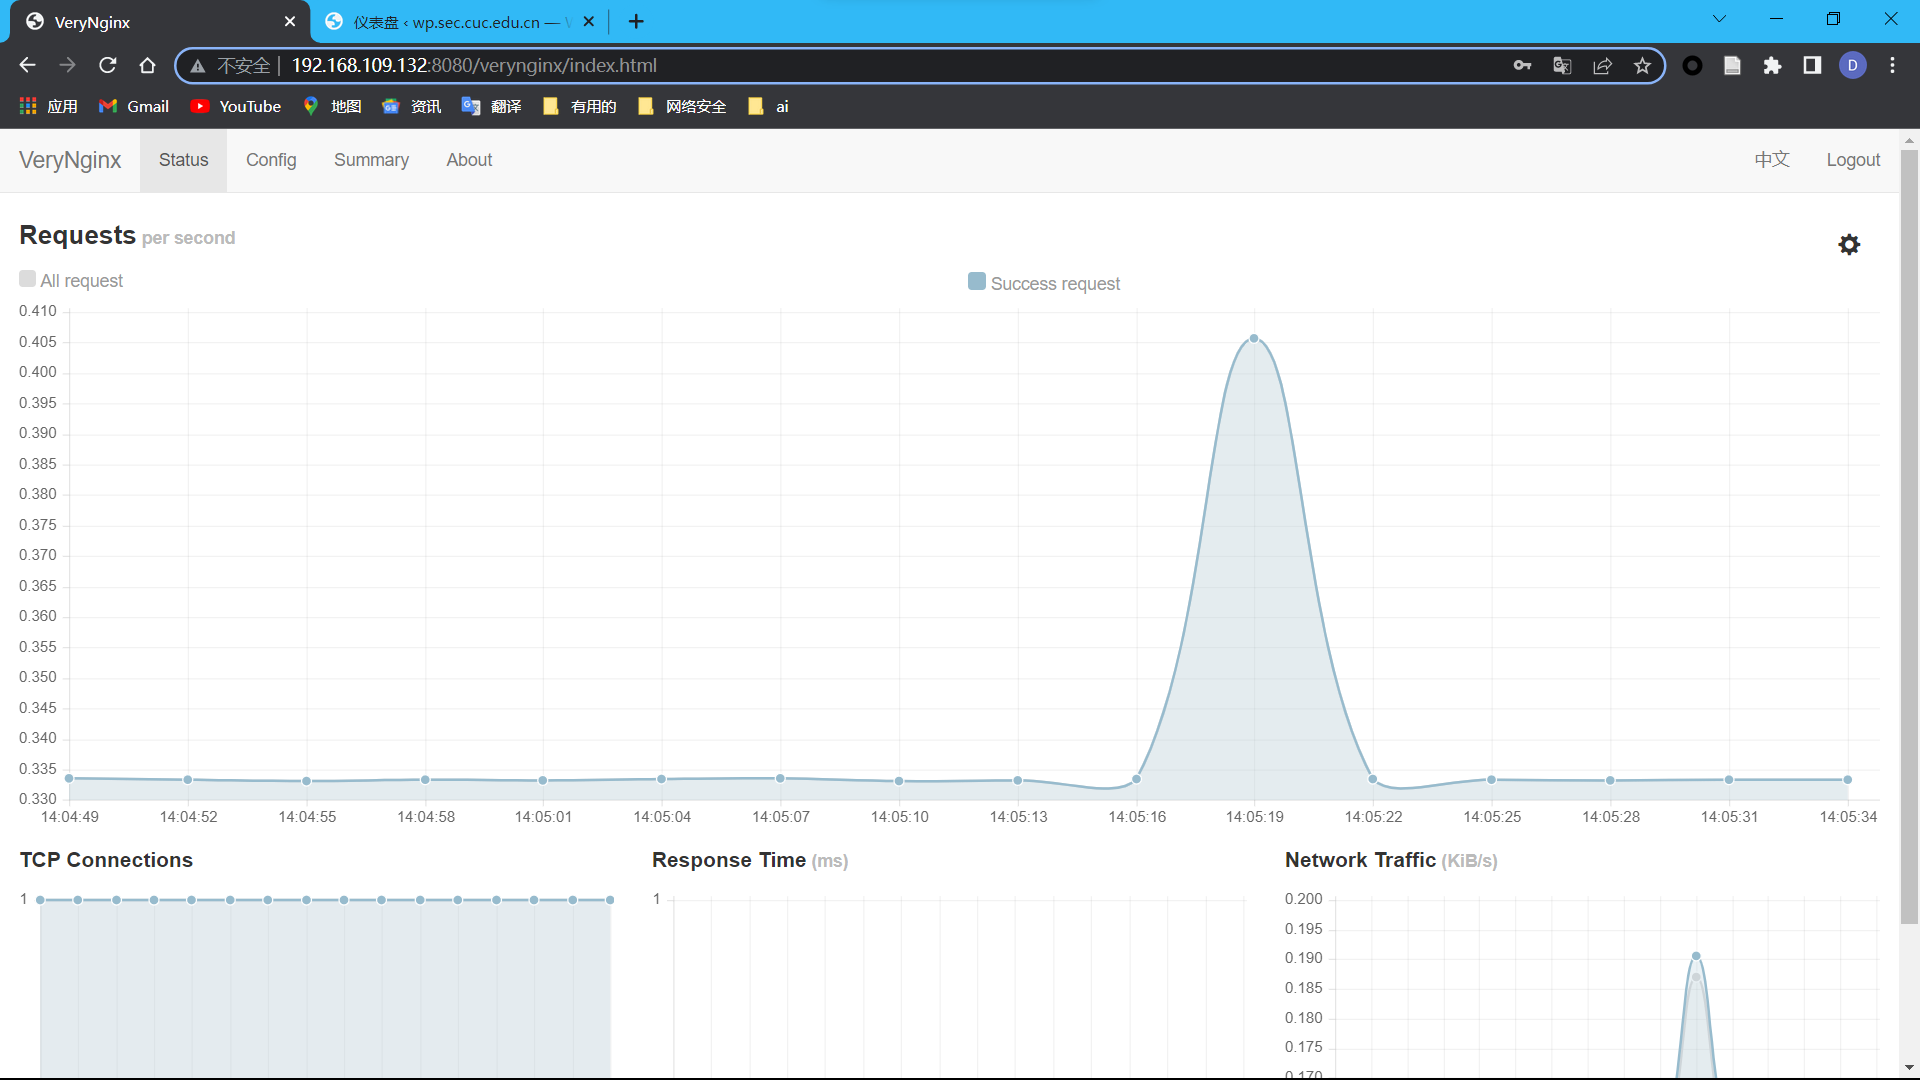 VeryNginx
仪表盘 ‹ wp.sec.cuc.edu.cn —
不安全 | 192.168.109.132:8080/verynginx/index.html
D
应用 Gmail YouTube 地图 资讯 翻译 有用的 网络安全 ai
VeryNginx Status Config Summary About 中文 Logout
Requests per second
All request
Success request
0.410
0.405
0.400
0.395
0.390
0.385
0.380
0.375
0.370
0.365
0.360
0.355
0.350
0.345
0.340
0.335
0.330
14:04:49 14:04:52 14:04:55 14:04:58 14:05:01 14:05:04 14:05:07 14:05:10 14:05:13 14:05:16 14:05:19 14:05:22 14:05:25 14:05:28 14:05:31 14:05:34
TCP Connections
1
Response Time (ms)
1
Network Traffic (KiB/s)
0.200
0.195
0.190
0.185
0.180
0.175
0.170